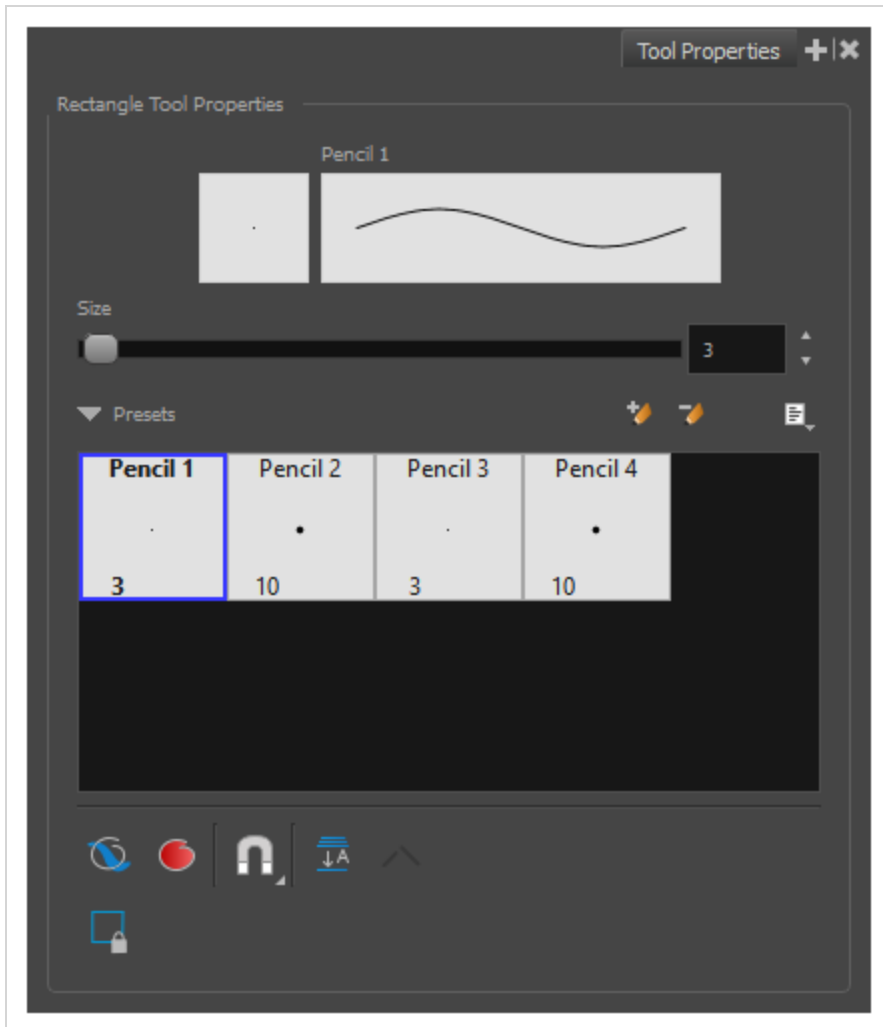 Tool Properties
Rectangle Tool Properties
Pencil 1
Size
3
Presets
Pencil 1 Pencil 2 Pencil 3 Pencil 4
3 10 3 10
A